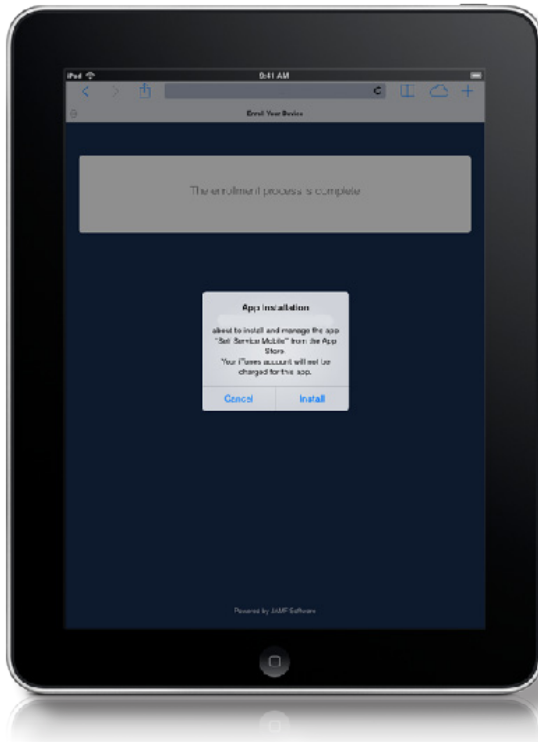 iPad
9:41 AM
Enroll Your Device
The enrollment process is complete
App Installation
about to install and manage the app
"Self Service Mobile" from the App
Store.
Your iTunes account will not be
charged for this app.
Cancel
Install
Powered by JAMF Software